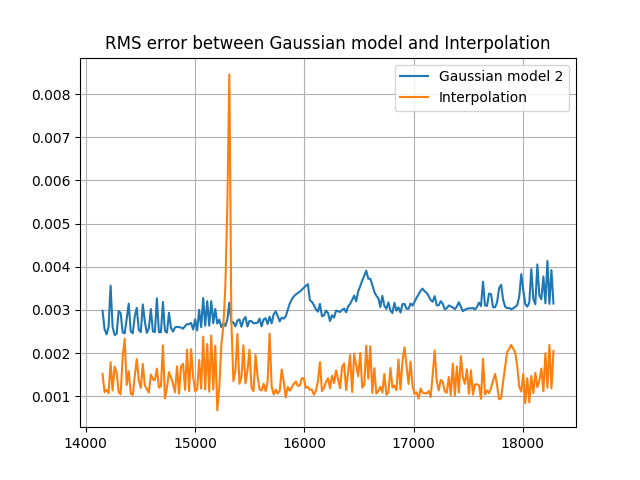 RMS error between Gaussian model and Interpolation
Gaussian model 2
Interpolation
0.008
0.007
0.006
0.005
0.004
0.003
0.002
0.001
14000 15000 16000 17000 18000